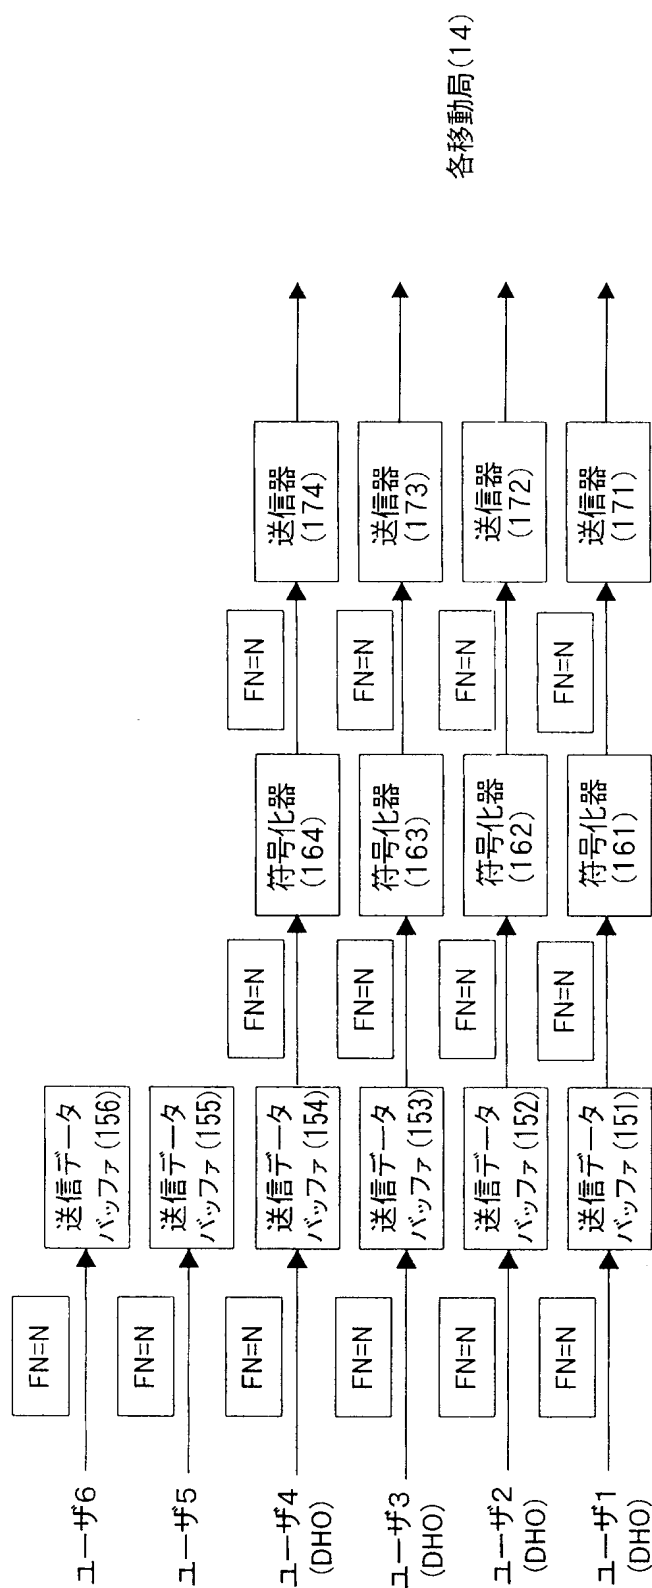 ユーザ6
FN=N
送信データ
バッファ(156)
ユーザ5
FN=N
送信データ
バッファ(155)
ユーザ4
(DHO)
FN=N
送信データ
バッファ(154)
FN=N
符号化器
(164)
FN=N
送信器
(174)
ユーザ3
(DHO)
FN=N
送信データ
バッファ(153)
FN=N
符号化器
(163)
FN=N
送信器
(173)
各移動局(14)
ユーザ2
(DHO)
FN=N
送信データ
バッファ(152)
FN=N
符号化器
(162)
FN=N
送信器
(172)
ユーザ1
(DHO)
FN=N
送信データ
バッファ(151)
FN=N
符号化器
(161)
FN=N
送信器
(171)